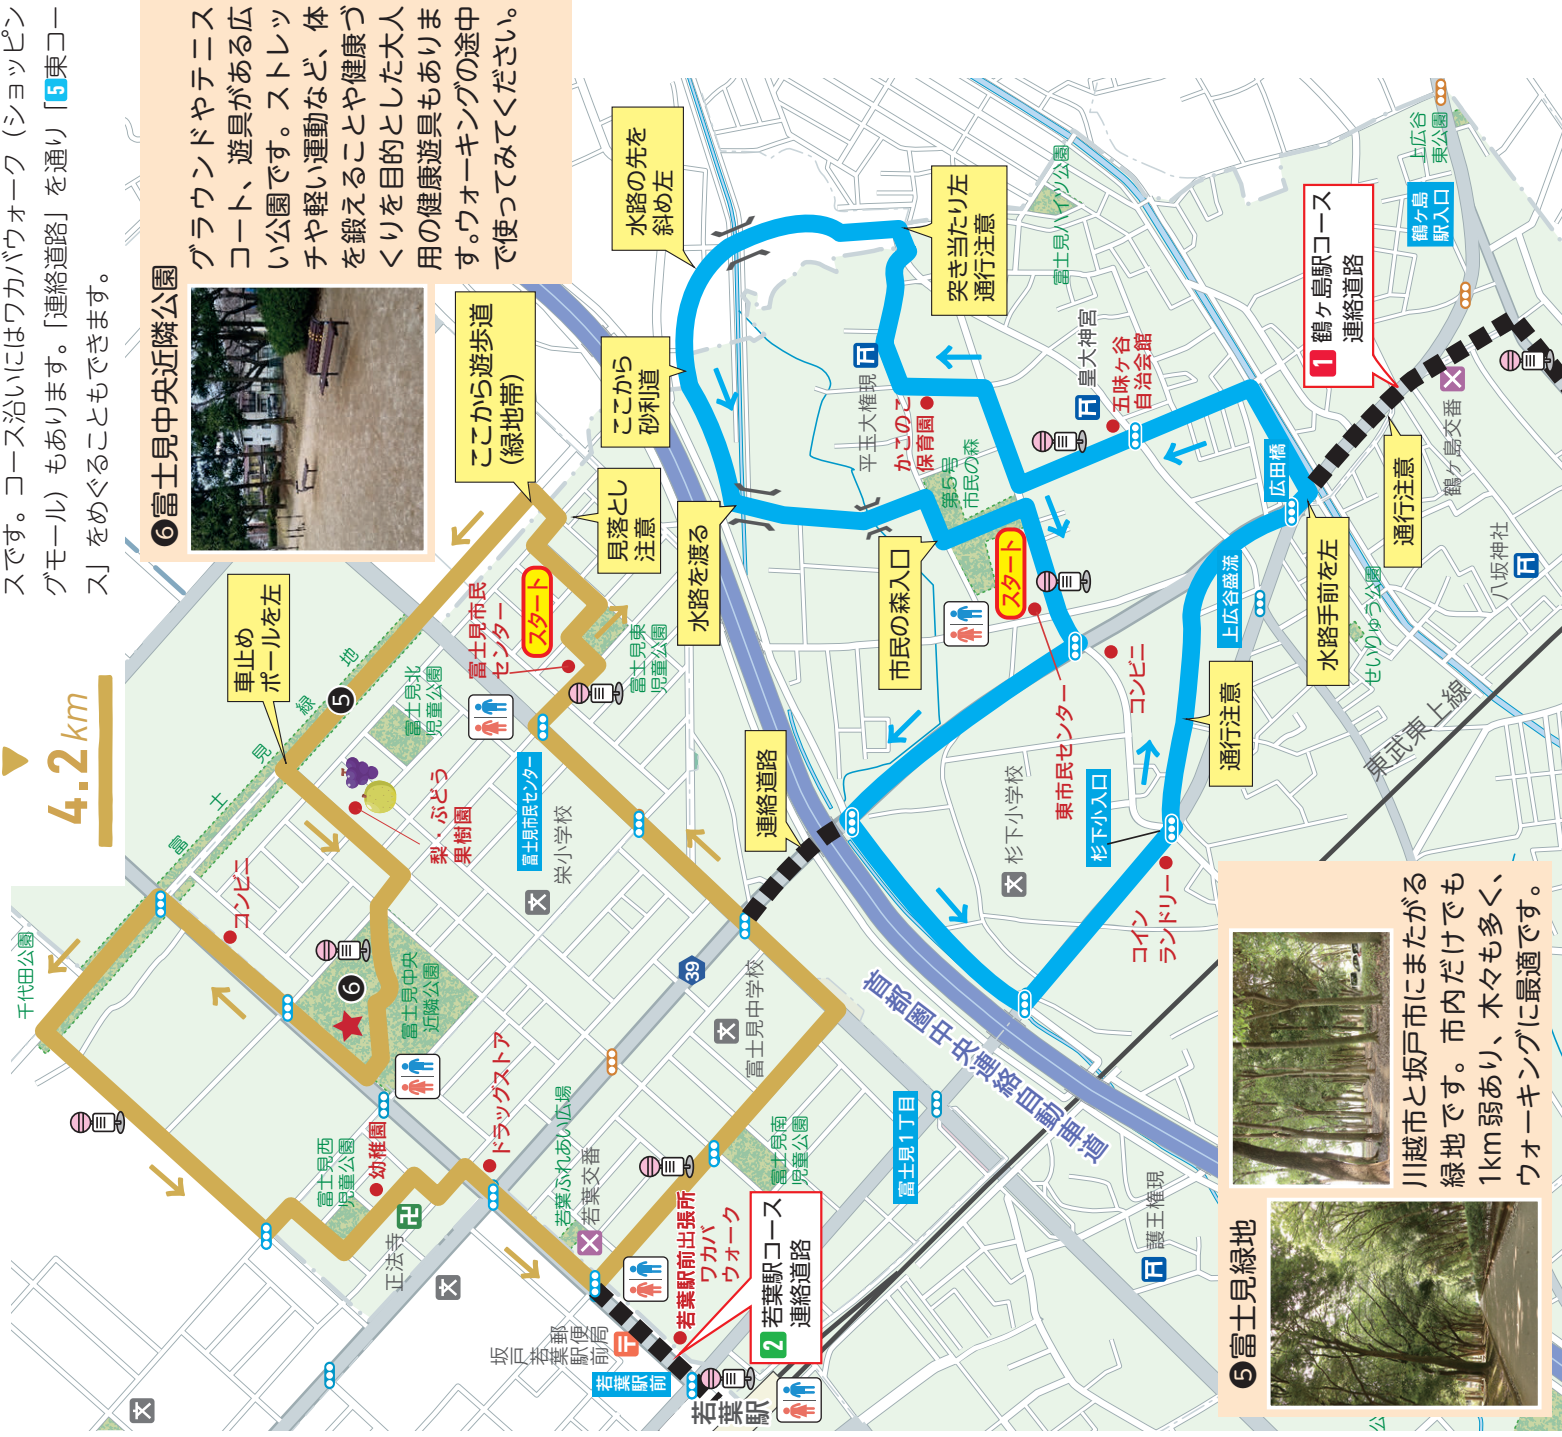 スです。コース沿いにはワカバウォーク（ショッピン
グモール）もあります。「連絡道路」を通り「5東コー
ス」をめぐることもできます。
4.2km
❻富士見中央近隣公園
グラウンドやテニス
コート、遊具がある広
い公園です。ストレッ
チや軽い運動など、体
を鍛えることや健康づ
くりを目的とした大人
用の健康遊具もありま
す。ウォーキングの途中
で使ってみてください。
千代田公園
富士見緑地
コンビニ
車止め
ポールを左
❺
富士見北
児童公園
梨・ぶどう
果樹園
富士見市民
センター
スタート
ここから遊歩道
（緑地帯）
見落とし
注意
富士見東
児童公園
富士見市民センター
栄小学校
❻
富士見中央
近隣公園
ドラッグストア
富士見西
児童公園
幼稚園
正法寺
若葉ふれあい広場
若葉交番
39
富士見中学校
富士見南
児童公園
若葉駅前出張所
ワカバ
ウォーク
坂戸若葉駅前郵便局
若葉駅前
若葉駅
2 若葉駅コース
連絡道路
富士見1丁目
護王権現
首都圏中央連絡自動車道
連絡道路
水路の先を
斜め左
ここから
砂利道
水路を渡る
突き当たり左
通行注意
富士見ハイツ公園
平玉大権現
かこのこ
保育園
第5号
市民の森
市民の森入口
スタート
皇大神宮
五味ヶ谷
自治会館
東市民センター
コンビニ
杉下小学校
杉下小入口
コイン
ランドリー
通行注意
上広谷盛流
広田橋
水路手前を左
せいりゅう公園
通行注意
1 鶴ヶ島駅コース
連絡道路
鶴ヶ島
駅入口
上広谷
東公園
鶴ヶ島交番
八坂神社
東武東上線
❺富士見緑地
川越市と坂戸市にまたがる
緑地です。市内だけでも
1km弱あり、木々も多く、
ウォーキングに最適です。